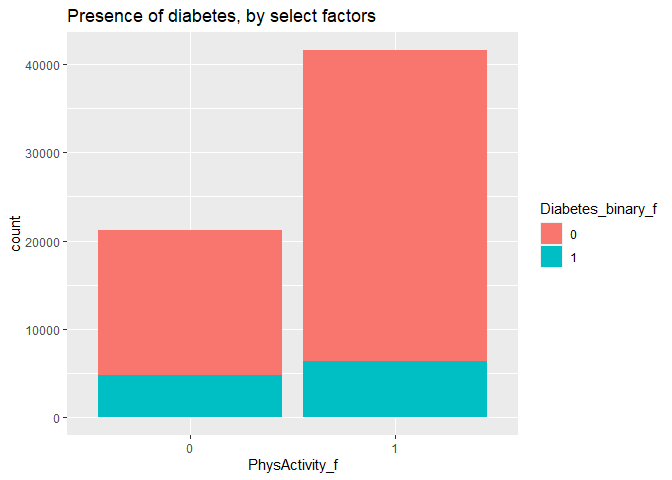 Presence of diabetes, by select factors
40000
30000
20000
10000
0
count
0
1
PhysActivity_f
Diabetes_binary_f
0
1